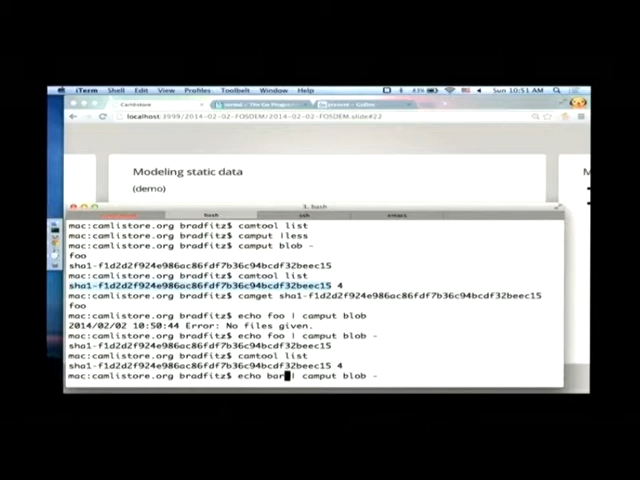 iTerm Shell Edit View Profiles Toolbelt Window Help Sun 10:51 AM
Camlistore
localhost:3999/2014-02-02-FOSDEM/2014-02-02-FOSDEM.slide#22
Modeling static data
(demo)
3. bash
bash ssh emacs
mac:camlistore.org bradfitz$ camtool list
mac:camlistore.org bradfitz$ camput |less
mac:camlistore.org bradfitz$ camput blob -
foo
sha1-f1d2d2f924e986ac86fdf7b36c94bcdf32beec15
mac:camlistore.org bradfitz$ camtool list
sha1-f1d2d2f924e986ac86fdf7b36c94bcdf32beec15 4
mac:camlistore.org bradfitz$ camget sha1-f1d2d2f924e986ac86fdf7b36c94bcdf32beec15
foo
mac:camlistore.org bradfitz$ echo foo | camput blob
2014/02/02 10:50:44 Error: No files given.
mac:camlistore.org bradfitz$ echo foo | camput blob -
sha1-f1d2d2f924e986ac86fdf7b36c94bcdf32beec15
mac:camlistore.org bradfitz$ camtool list
sha1-f1d2d2f924e986ac86fdf7b36c94bcdf32beec15 4
mac:camlistore.org bradfitz$ echo bar | camput blob -